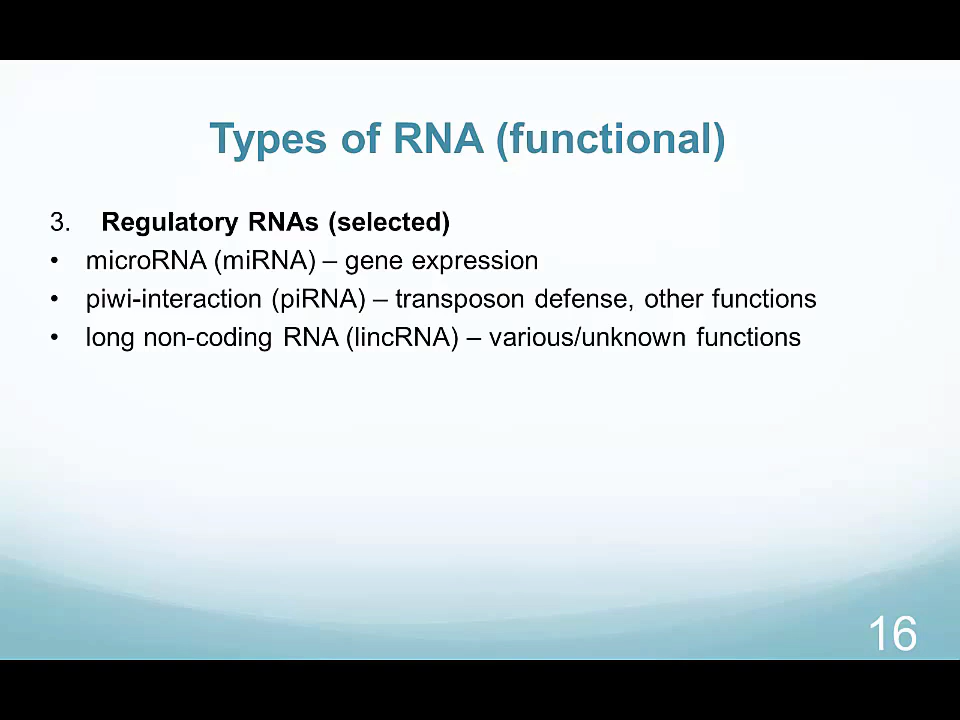 Types of RNA (functional)
3. Regulatory RNAs (selected)
• microRNA (miRNA) – gene expression
• piwi-interaction (piRNA) – transposon defense, other functions
• long non-coding RNA (lincRNA) – various/unknown functions
16